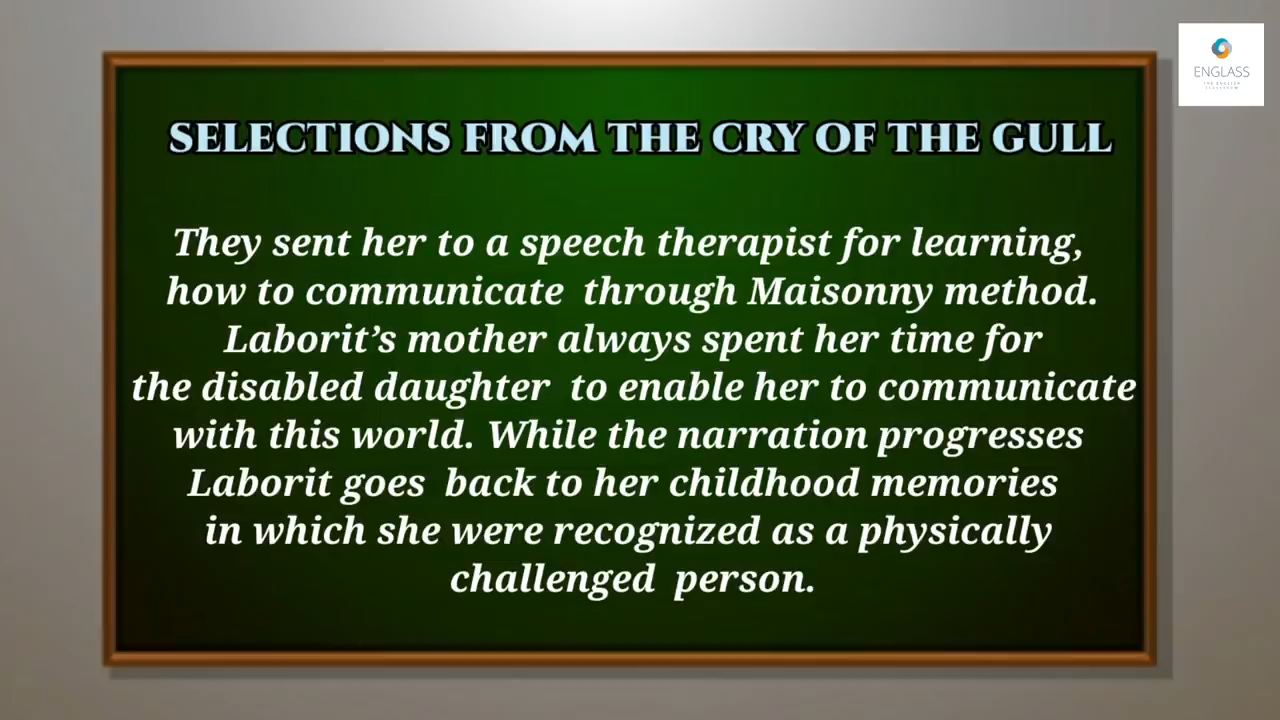 ENGLASS
THE ENGLISH
CLASSROOM
SELECTIONS FROM THE CRY OF THE GULL
They sent her to a speech therapist for learning,
how to communicate through Maisonny method.
Laborit's mother always spent her time for
the disabled daughter to enable her to communicate
with this world. While the narration progresses
Laborit goes back to her childhood memories
in which she were recognized as a physically
challenged person.